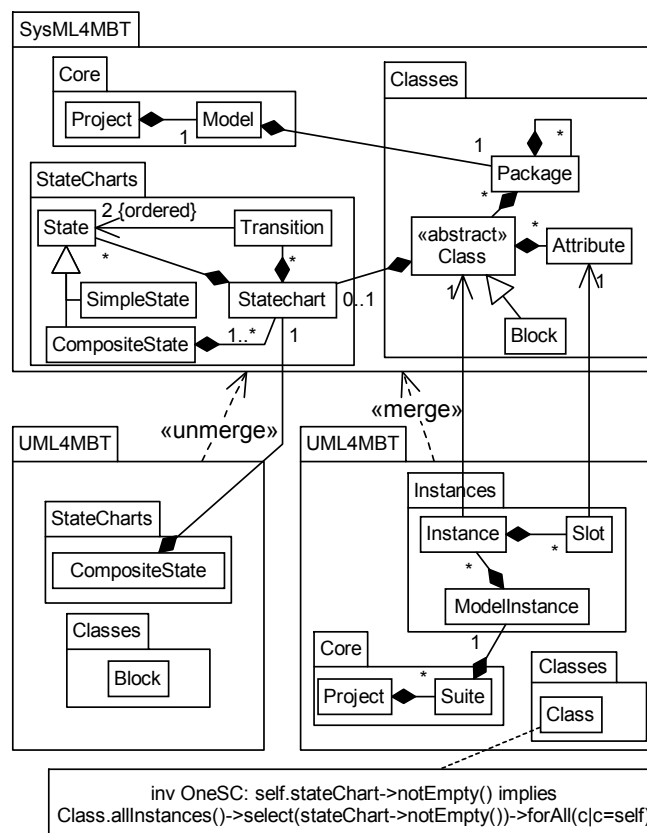 SysML4MBT
Core
Project
1
Model
Classes
1
*
Package
*
StateCharts
State
2 {ordered}
Transition
*
*
Statechart
SimpleState
CompositeState
1..*
1
0..1
«abstract»
Class
*
Attribute
1
1
Block
«unmerge»
«merge»
UML4MBT
StateCharts
CompositeState
Classes
Block
UML4MBT
Instances
Instance
*
Slot
*
ModelInstance
1
Core
Project
*
Suite
Classes
Class
inv OneSC: self.stateChart->notEmpty() implies
Class.allInstances()->select(stateChart->notEmpty())->forAll(c|c=self)